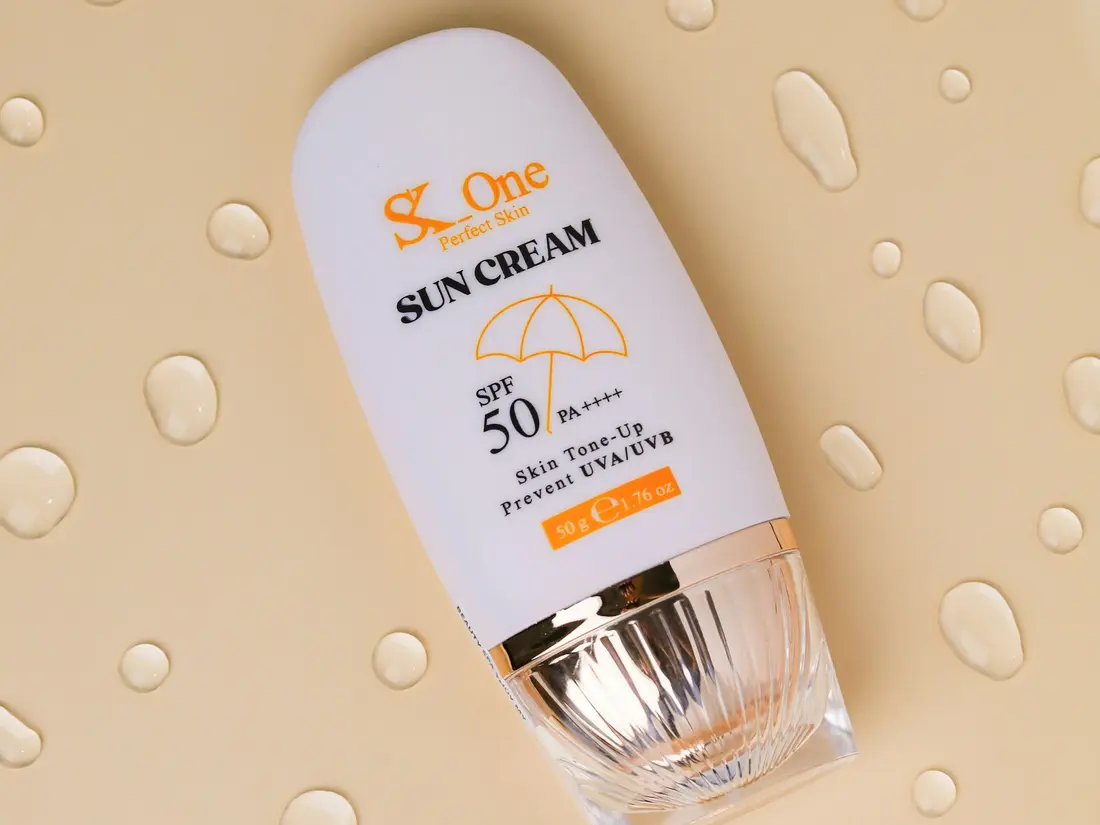 SK_One
Perfect Skin
SUN CREAM
SPF
50
PA++++
Skin Tone-Up
Prevent UVA/UVB
50 g e 1.76 oz